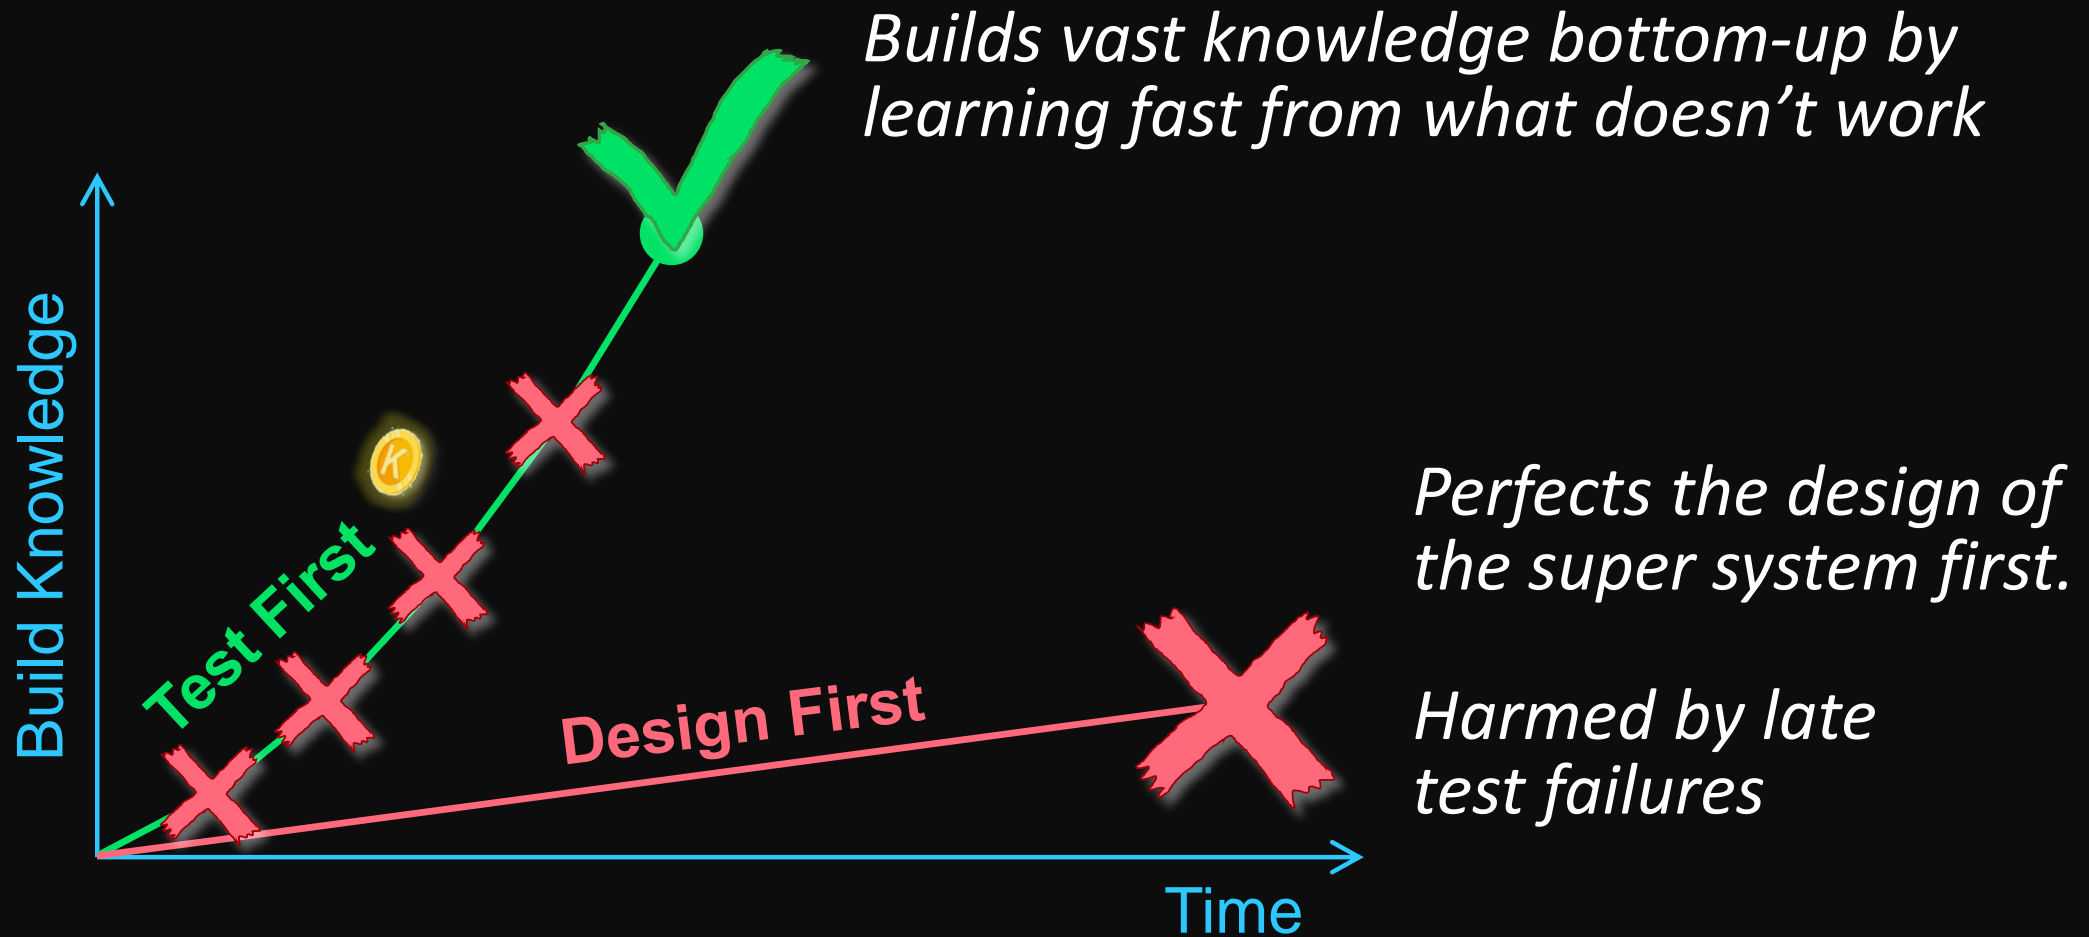 Builds vast knowledge bottom-up by
learning fast from what doesn’t work
Build Knowledge
K
Test First
Design First
Perfects the design of
the super system first.
Harmed by late
test failures
Time